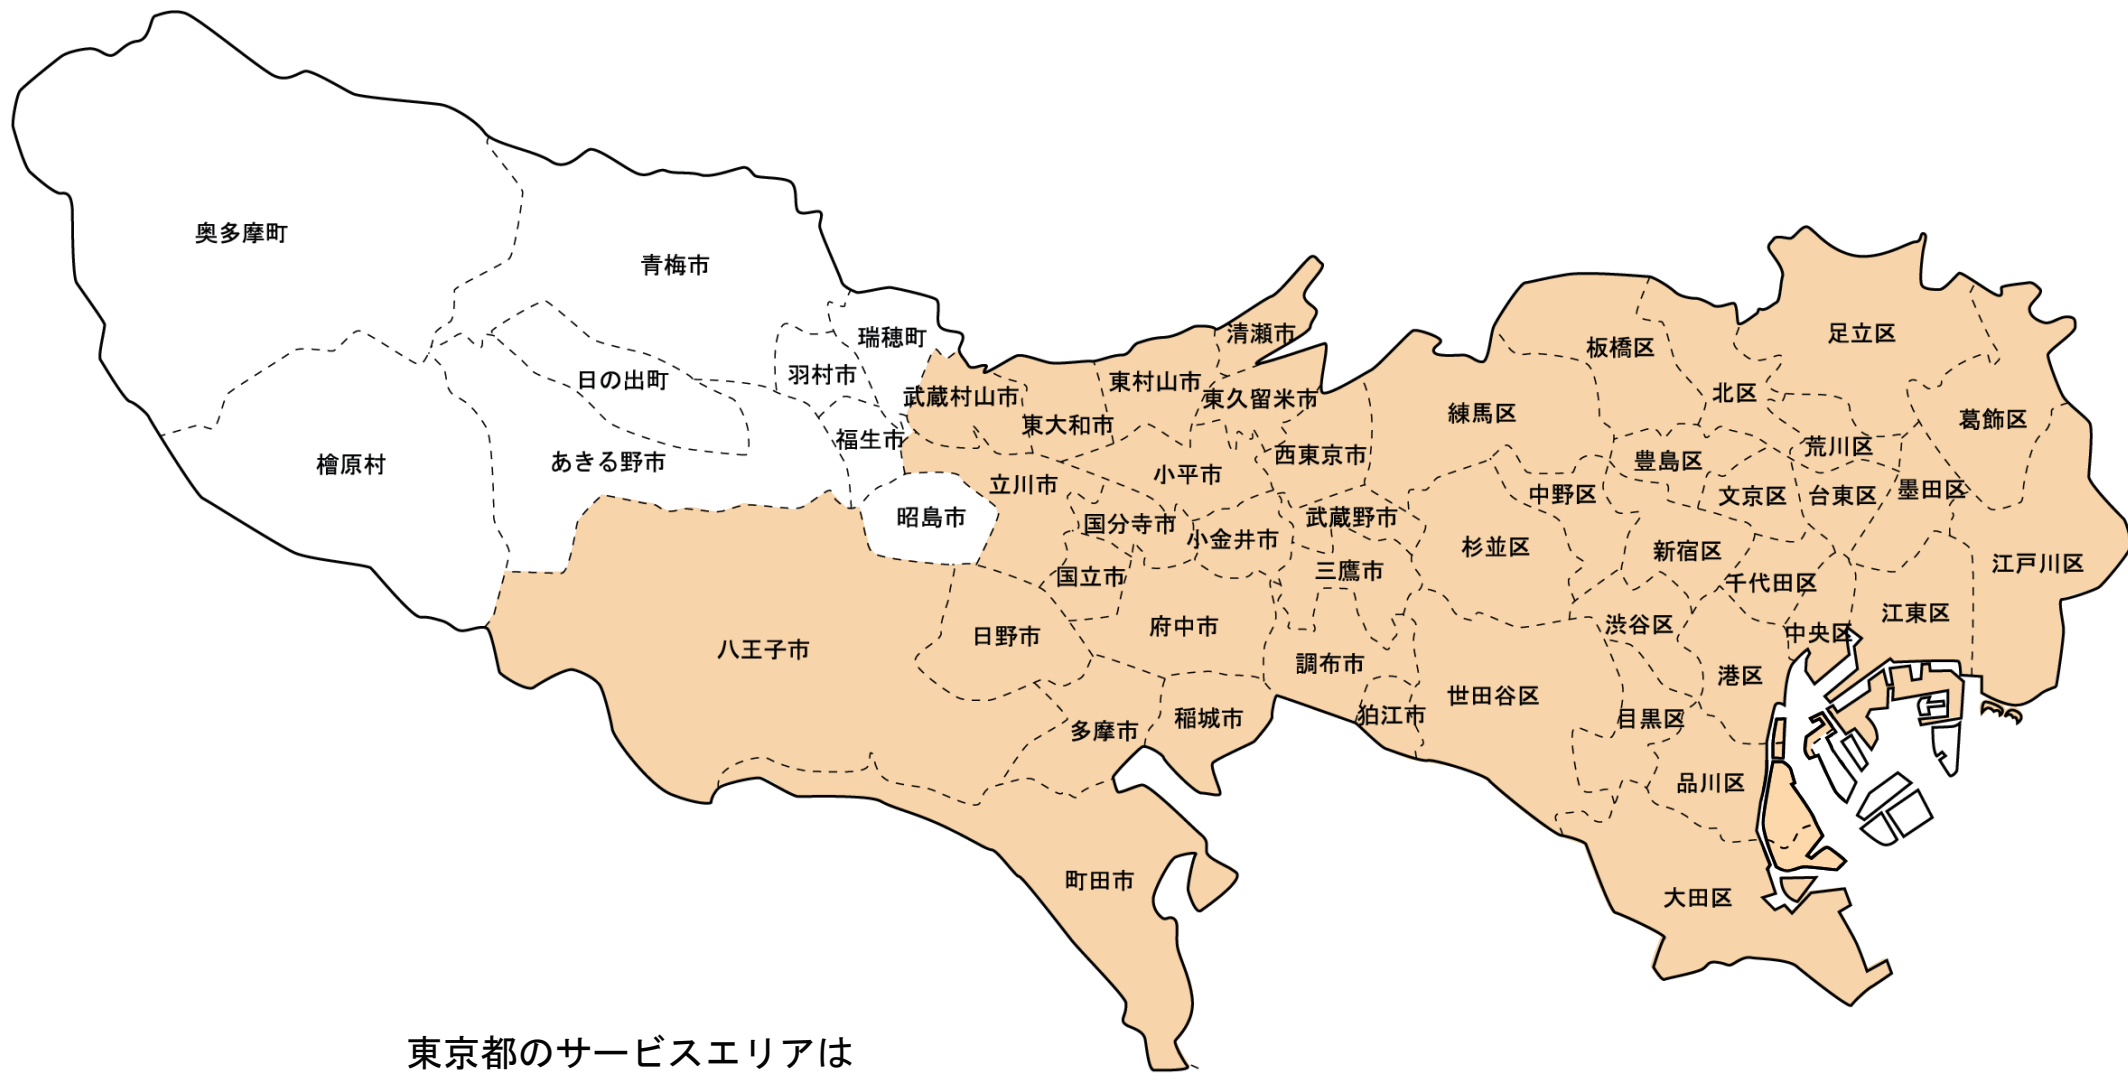 奥多摩町
青梅市
瑞穂町
羽村市
日の出町
福生市
檜原村
あきる野市
昭島市
武蔵村山市
東大和市
東村山市
清瀬市
東久留米市
西東京市
立川市
小平市
国分寺市
小金井市
武蔵野市
三鷹市
国立市
八王子市
日野市
府中市
調布市
狛江市
多摩市
稲城市
町田市
板橋区
足立区
北区
練馬区
葛飾区
荒川区
豊島区
中野区
文京区
台東区
墨田区
杉並区
新宿区
千代田区
江戸川区
渋谷区
中央区
江東区
港区
世田谷区
目黒区
品川区
大田区
東京都のサービスエリアは